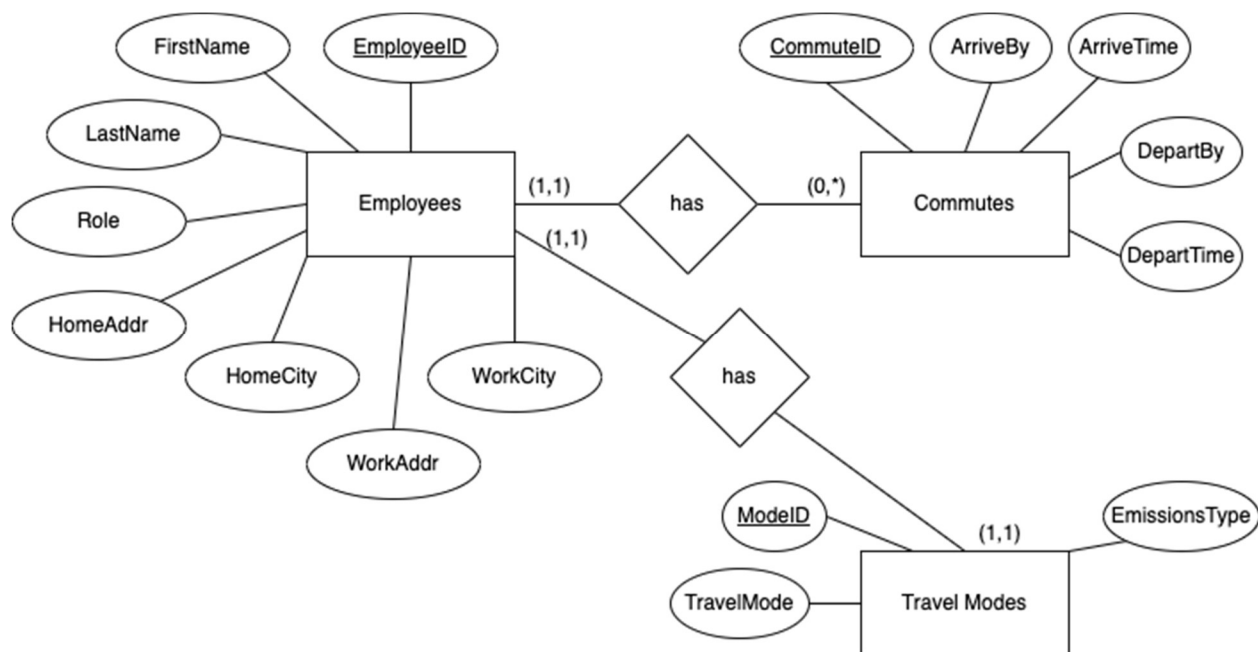 FirstName
EmployeeID
CommuteID
ArriveBy
ArriveTime
LastName
DepartBy
Employees
(1,1)
has
(0,*)
Commutes
Role
(1,1)
DepartTime
HomeAddr
HomeCity
WorkCity
has
WorkAddr
ModeID
(1,1)
EmissionsType
TravelMode
Travel Modes